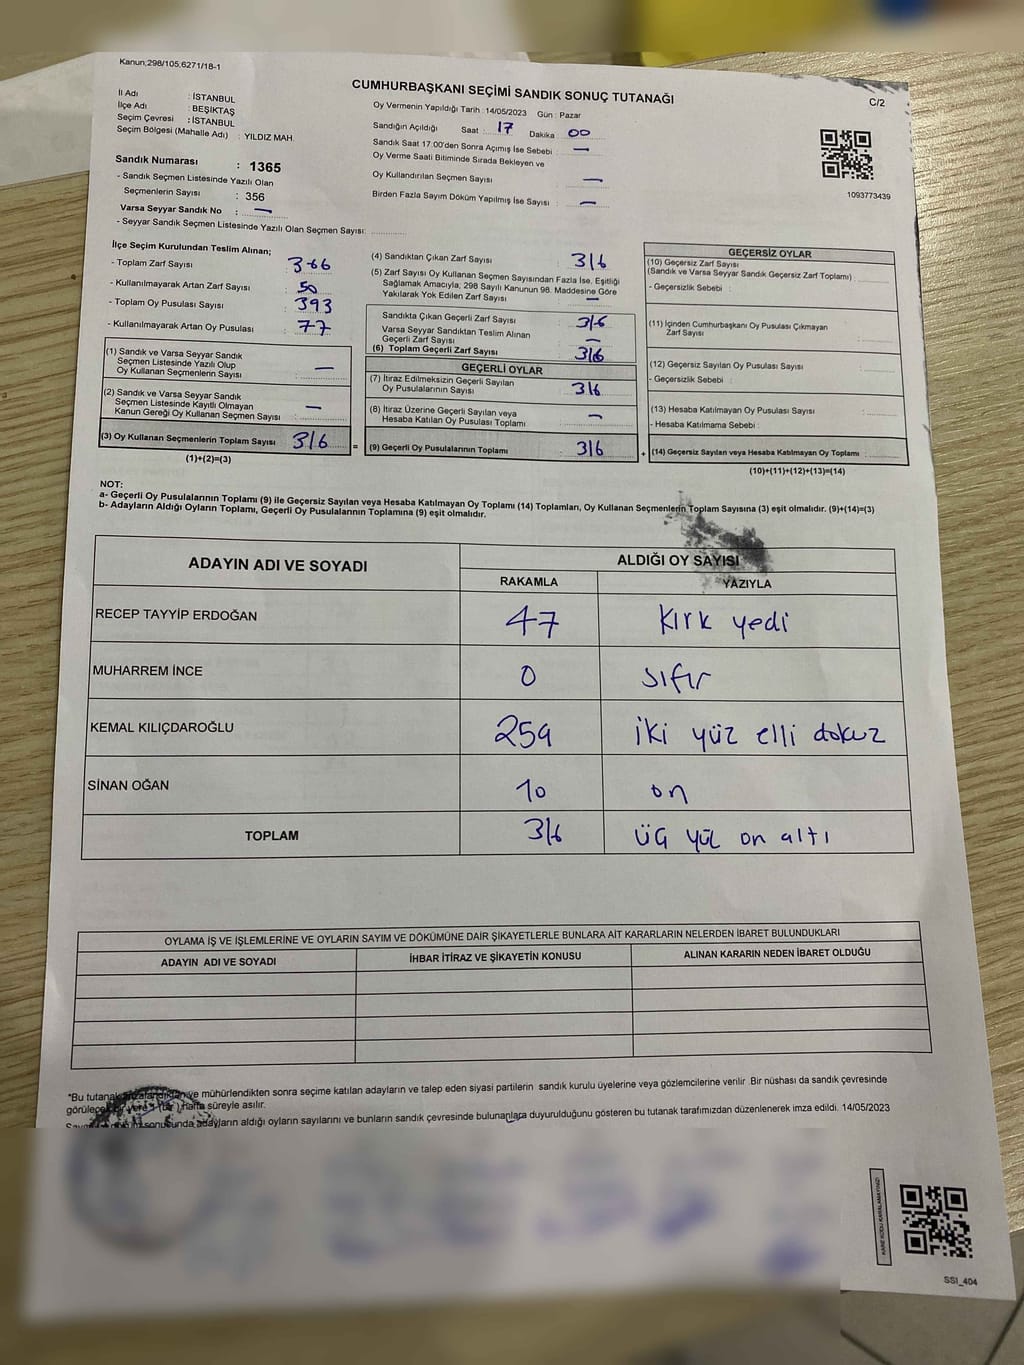 Kanun;298/105;6271/18-1
CUMHURBAŞKANI SEÇİMİ SANDIK SONUÇ TUTANAĞI
C/2
İl Adı : İSTANBUL
İlçe Adı : BEŞİKTAŞ
Seçim Çevresi : İSTANBUL
Seçim Bölgesi (Mahalle Adı) : YILDIZ MAH.
Sandık Numarası : 1365
- Sandık Seçmen Listesinde Yazılı Olan
Seçmenlerin Sayısı : 356
Varsa Seyyar Sandık No : —
- Seyyar Sandık Seçmen Listesinde Yazılı Olan Seçmen Sayısı:
Oy Vermenin Yapıldığı Tarih :14/05/2023 Gün : Pazar
Sandığın Açıldığı Saat : 17 Dakika : 00
Sandık Saat 17:00'den Sonra Açımış İse Sebebi : —
Oy Verme Saati Bitiminde Sırada Bekleyen ve
Oy Kullandırılan Seçmen Sayısı : —
Birden Fazla Sayım Döküm Yapılmış İse Sayısı : —
1093773439
İlçe Seçim Kurulundan Teslim Alınan;
- Toplam Zarf Sayısı : 366
- Kullanılmayarak Artan Zarf Sayısı : 50
- Toplam Oy Pusulası Sayısı : 393
- Kullanılmayarak Artan Oy Pusulası : 77
(1) Sandık ve Varsa Seyyar Sandık
Seçmen Listesinde Yazılı Olup
Oy Kullanan Seçmenlerin Sayısı : —
(2) Sandık ve Varsa Seyyar Sandık
Seçmen Listesinde Kayıtlı Olmayan
Kanun Gereği Oy Kullanan Seçmen Sayısı : —
(3) Oy Kullanan Seçmenlerin Toplam Sayısı : 316
(1)+(2)=(3)
(4) Sandıktan Çıkan Zarf Sayısı : 316
(5) Zarf Sayısı Oy Kullanan Seçmen Sayısından Fazla İse, Eşitliği
Sağlamak Amacıyla, 298 Sayılı Kanunun 98. Maddesine Göre
Yakılarak Yok Edilen Zarf Sayısı : —
Sandıkta Çıkan Geçerli Zarf Sayısı : 316
Varsa Seyyar Sandıktan Teslim Alınan
Geçerli Zarf Sayısı : —
(6) Toplam Geçerli Zarf Sayısı : 316
GEÇERLİ OYLAR
(7) İtiraz Edilmeksizin Geçerli Sayılan
Oy Pusulalarının Sayısı : 316
(8) İtiraz Üzerine Geçerli Sayılan veya
Hesaba Katılan Oy Pusulası Toplamı : —
= (9) Geçerli Oy Pusulalarının Toplamı : 316
GEÇERSİZ OYLAR
(10) Geçersiz Zarf Sayısı
(Sandık ve Varsa Seyyar Sandık Geçersiz Zarf Toplamı) :
- Geçersizlik Sebebi :
(11) İçinden Cumhurbaşkanı Oy Pusulası Çıkmayan
Zarf Sayısı :
(12) Geçersiz Sayılan Oy Pusulası Sayısı :
- Geçersizlik Sebebi :
(13) Hesaba Katılmayan Oy Pusulası Sayısı :
- Hesaba Katılmama Sebebi :
+ (14) Geçersiz Sayılan veya Hesaba Katılmayan Oy Toplamı :
(10)+(11)+(12)+(13)=(14)
NOT:
a- Geçerli Oy Pusulalarının Toplamı (9) ile Geçersiz Sayılan veya Hesaba Katılmayan Oy Toplamı (14) Toplamları, Oy Kullanan Seçmenlerin Toplam Sayısına (3) eşit olmalıdır. (9)+(14)=(3)
b- Adayların Aldığı Oyların Toplamı, Geçerli Oy Pusulalarının Toplamına (9) eşit olmalıdır.
ADAYIN ADI VE SOYADI ALDIĞI OY SAYISI
RAKAMLA YAZIYLA
RECEP TAYYİP ERDOĞAN 47 kırk yedi
MUHARREM İNCE 0 sıfır
KEMAL KILIÇDAROĞLU 259 iki yüz elli dokuz
SİNAN OĞAN 10 on
TOPLAM 316 üç yüz on altı
OYLAMA İŞ VE İŞLEMLERİNE VE OYLARIN SAYIM VE DÖKÜMÜNE DAİR ŞİKAYETLERLE BUNLARA AİT KARARLARIN NELERDEN İBARET BULUNDUKLARI
ADAYIN ADI VE SOYADI İHBAR İTİRAZ VE ŞİKAYETİN KONUSU ALINAN KARARIN NEDEN İBARET OLDUĞU
*Bu tutanak ve mühürlendikten sonra seçime katılan adayların ve talep eden siyasi partilerin sandık kurulu üyelerine veya gözlemcilerine verilir .Bir nüshası da sandık çevresinde
görülecek bir yere 1 (bir) hafta süreyle asılır.
sonucunda adayların aldığı oyların sayılarını ve bunların sandık çevresinde bulunanlara duyurulduğunu gösteren bu tutanak tarafımızdan düzenlenerek imza edildi. 14/05/2023
KARE KODU KARALAMAYINIZ!
SSI_404